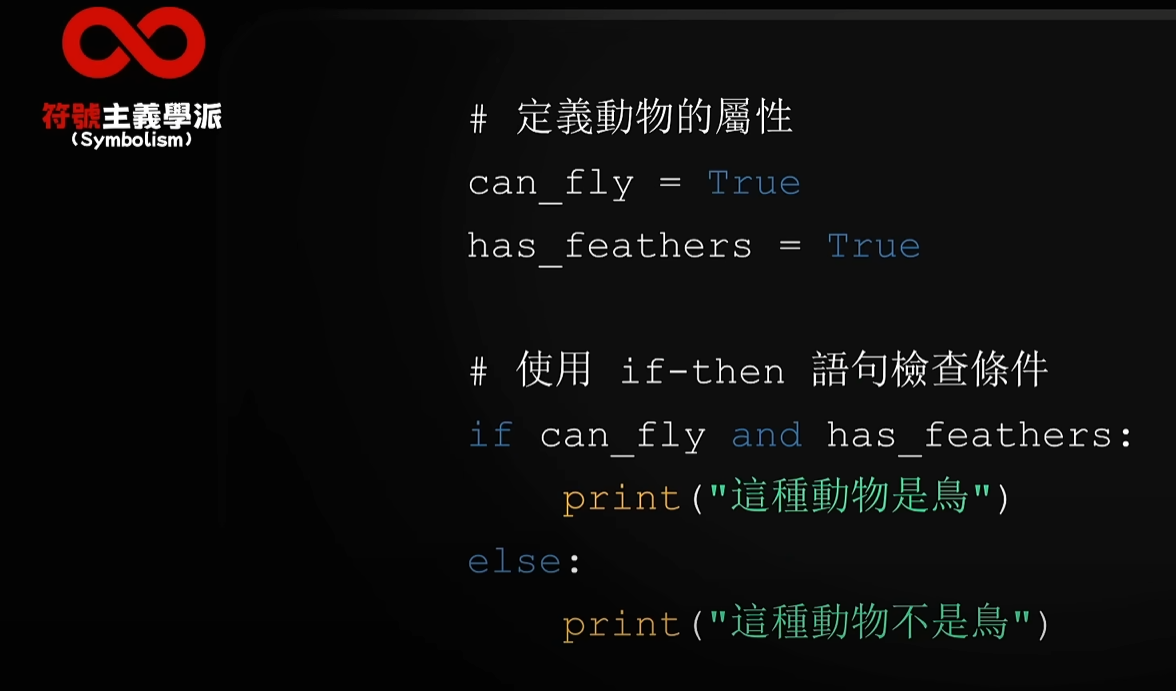 符號主義學派
(Symbolism)
# 定義動物的屬性
can_fly = True
has_feathers = True
# 使用 if-then 語句檢查條件
if can_fly and has_feathers:
print("這種動物是鳥")
else:
print("這種動物不是鳥")